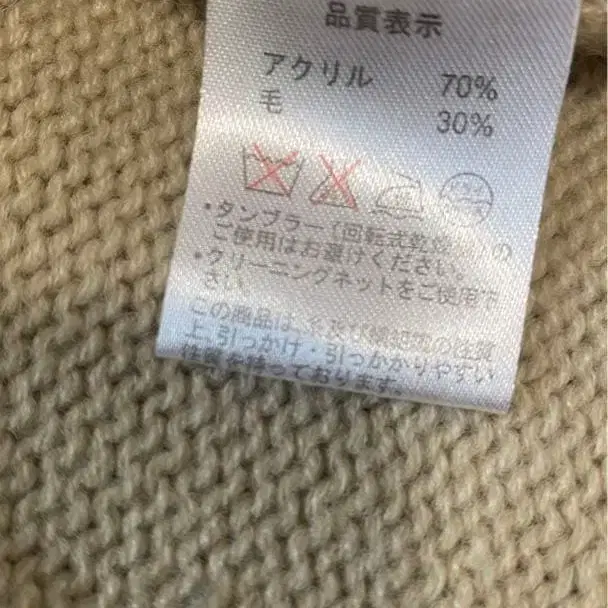 品質表示
アクリル 70%
毛 30%
・タンブラー(回転式乾燥 の
ご使用はお避けください。
・クリーニングネットをご使用下
さい。
この商品は、 の性質
上、引っかけ・引っかかりやすい
性質を持っております。